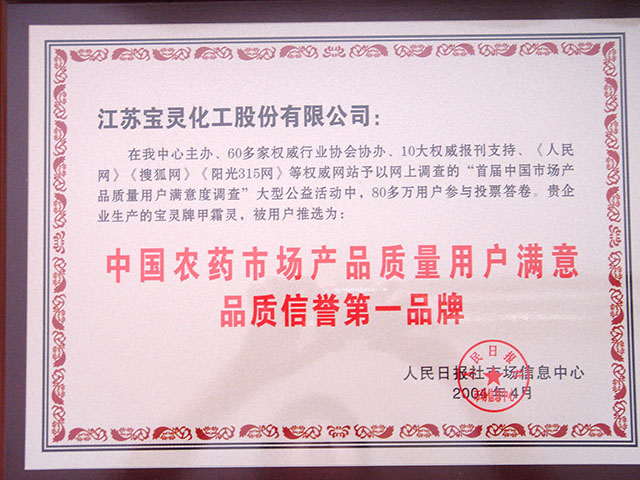 江苏宝灵化工股份有限公司：
在我中心主办、60多家权威行业协会协办、10大权威报刊支持、《人民
网》《搜狐网》《阳光315网》等权威网站予以网上调查的“首届中国市场产
品质量用户满意度调查”大型公益活动中，80多万用户参与投票答卷。贵企
业生产的宝灵牌甲霜灵，被用户推选为：
中国农药市场产品质量用户满意
品质信誉第一品牌
人民日报社市场信息中心
2004年4月